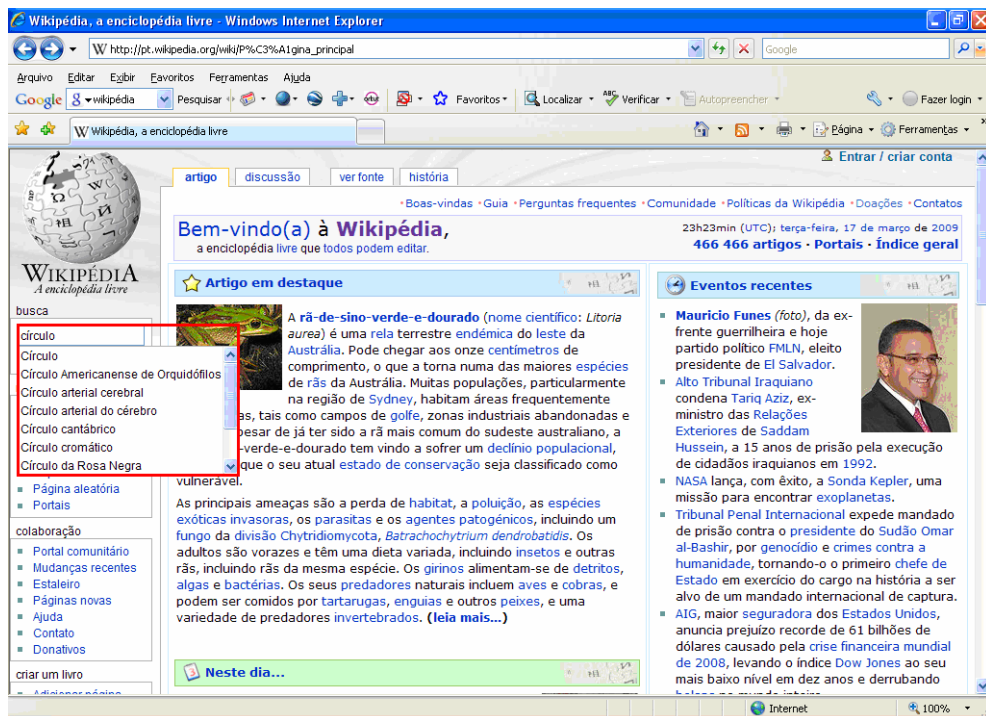 Wikipédia, a enciclopédia livre - Windows Internet Explorer
http://pt.wikipedia.org/wiki/P%C3%A1gina_principal
Google
Arquivo Editar Exibir Favoritos Ferramentas Ajuda
Google wikipédia Pesquisar Favoritos Localizar ABC Verificar Autopreencher Fazer login
Wikipédia, a enciclopédia livre Página Ferramentas
Entrar / criar conta
artigo discussão ver fonte história
Boas-vindas Guia Perguntas frequentes Comunidade Políticas da Wikipédia Doações Contatos
WIKIPÉDIA
A enciclopédia livre
busca
círculo
Círculo
Círculo Americanense de Orquidófilos
Círculo arterial cerebral
Círculo arterial do cérebro
Círculo cantábrico
Círculo cromático
Círculo da Rosa Negra
Página aleatória
Portais
colaboração
Portal comunitário
Mudanças recentes
Estaleiro
Páginas novas
Ajuda
Contato
Donativos
criar um livro
Adicionar página
Bem-vindo(a) à Wikipédia,
a enciclopédia livre que todos podem editar.
23h23min (UTC); terça-feira, 17 de março de 2009
466 466 artigos · Portais · Índice geral
Artigo em destaque
A rã-de-sino-verde-e-dourado (nome científico: Litoria
aurea) é uma rela terrestre endémica do leste da
Austrália. Pode chegar aos onze centímetros de
comprimento, o que a torna numa das maiores espécies
de rãs da Austrália. Muitas populações, particularmente
na região de Sydney, habitam áreas frequentemente
as, tais como campos de golfe, zonas industriais abandonadas e
pesar de já ter sido a rã mais comum do sudeste australiano, a
-verde-e-dourado tem vindo a sofrer um declínio populacional,
que o seu atual estado de conservação seja classificado como
vulnerável.
As principais ameaças são a perda de habitat, a poluição, as espécies
exóticas invasoras, os parasitas e os agentes patogénicos, incluindo um
fungo da divisão Chytridiomycota, Batrachochytrium dendrobatidis. Os
adultos são vorazes e têm uma dieta variada, incluindo insetos e outras
rãs, incluindo rãs da mesma espécie. Os girinos alimentam-se de detritos,
algas e bactérias. Os seus predadores naturais incluem aves e cobras, e
podem ser comidos por tartarugas, enguias e outros peixes, e uma
variedade de predadores invertebrados. (leia mais...)
Neste dia...
Eventos recentes
Mauricio Funes (foto), da ex-
frente guerrilheira e hoje
partido político FMLN, eleito
presidente de El Salvador.
Alto Tribunal Iraquiano
condena Tariq Aziz, ex-
ministro das Relações
Exteriores de Saddam
Hussein, a 15 anos de prisão pela execução
de cidadãos iraquianos em 1992.
NASA lança, com êxito, a Sonda Kepler, uma
missão para encontrar exoplanetas.
Tribunal Penal Internacional expede mandado
de prisão contra o presidente do Sudão Omar
al-Bashir, por genocídio e crimes contra a
humanidade, tornando-o o primeiro chefe de
Estado em exercício do cargo na história a ser
alvo de um mandado internacional de captura.
AIG, maior seguradora dos Estados Unidos,
anuncia prejuízo recorde de 61 bilhões de
dólares causado pela crise financeira mundial
de 2008, levando o índice Dow Jones ao seu
mais baixo nível em dez anos e derrubando
Internet 100%